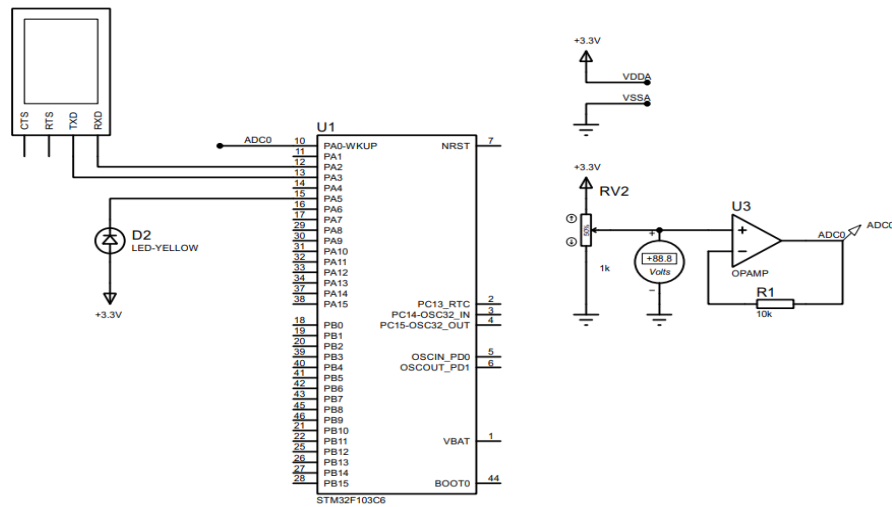 CTS
RTS
TXD
RXD
ADC0
U1
10
PA0-WKUP
NRST
7
11
PA1
12
PA2
13
PA3
14
PA4
15
PA5
16
PA6
17
PA7
29
PA8
30
PA9
31
PA10
32
PA11
33
PA12
34
PA13
37
PA14
38
PA15
PC13_RTC
2
PC14-OSC32_IN
3
PC15-OSC32_OUT
4
18
PB0
19
PB1
20
PB2
39
PB3
OSCIN_PD0
5
40
PB4
OSCOUT_PD1
6
41
PB5
42
PB6
43
PB7
45
PB8
46
PB9
21
PB10
22
PB11
VBAT
1
25
PB12
26
PB13
27
PB14
28
PB15
BOOT0
44
STM32F103C6
D2
LED-YELLOW
+3.3V
+3.3V
VDDA
VSSA
+3.3V
RV2
50%
1k
+
+88.8
Volts
−
U3
+
−
OPAMP
ADC0
ADC0
R1
10k